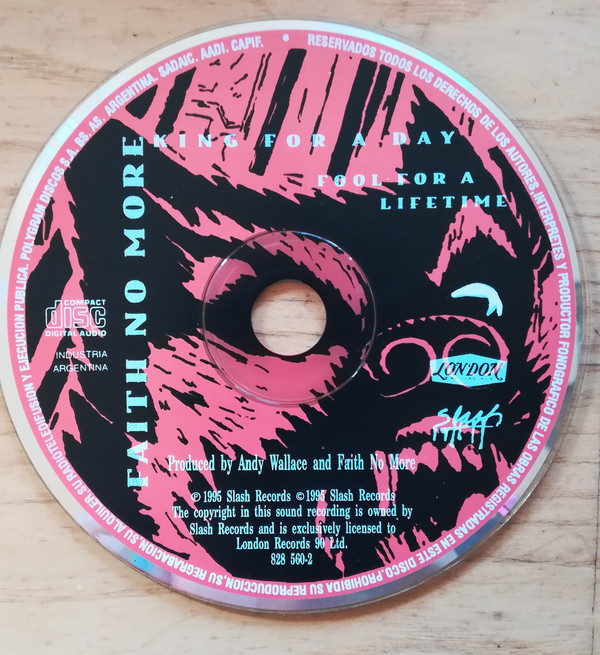 RESERVADOS TODOS LOS DERECHOS DE LOS AUTORES,INTERPRETES Y PRODUCTOR FONOGRAFICO DE LAS OBRAS REGISTRADAS EN ESTE DISCO.PROHIBIDA SU REPRODUCCION,SU REGRABACION,SU ALQUILER SU RADIOTELEDIFUSION Y EJECUCION PUBLICA. POLYGRAM DISCOS S.A. BS. AS. ARGENTINA. SADAIC. AADI. CAPIF.
FAITH NO MORE
KING FOR A DAY
FOOL FOR A
LIFETIME
COMPACT
disc
DIGITAL AUDIO
INDUSTRIA
ARGENTINA
LONDON
Slash
Produced by Andy Wallace and Faith No More
℗ 1995 Slash Records © 1995 Slash Records
The copyright in this sound recording is owned by
Slash Records and is exclusively licensed to
London Records 90 Ltd.
828 560-2